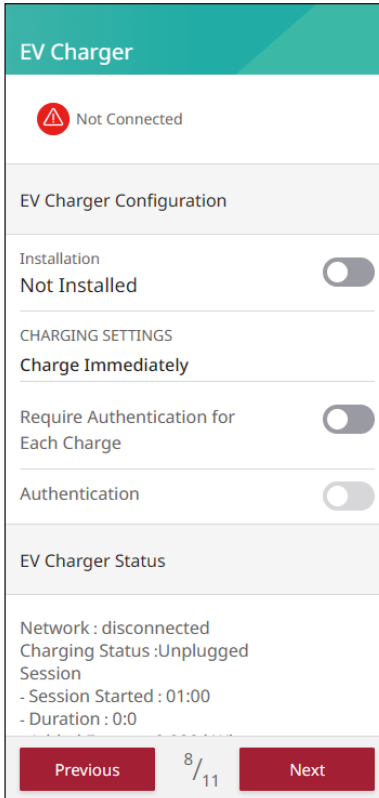 EV Charger
Not Connected
EV Charger Configuration
Installation
Not Installed
CHARGING SETTINGS
Charge Immediately
Require Authentication for
Each Charge
Authentication
EV Charger Status
Network : disconnected
Charging Status :Unplugged
Session
- Session Started : 01:00
- Duration : 0:0
Previous
8/11
Next